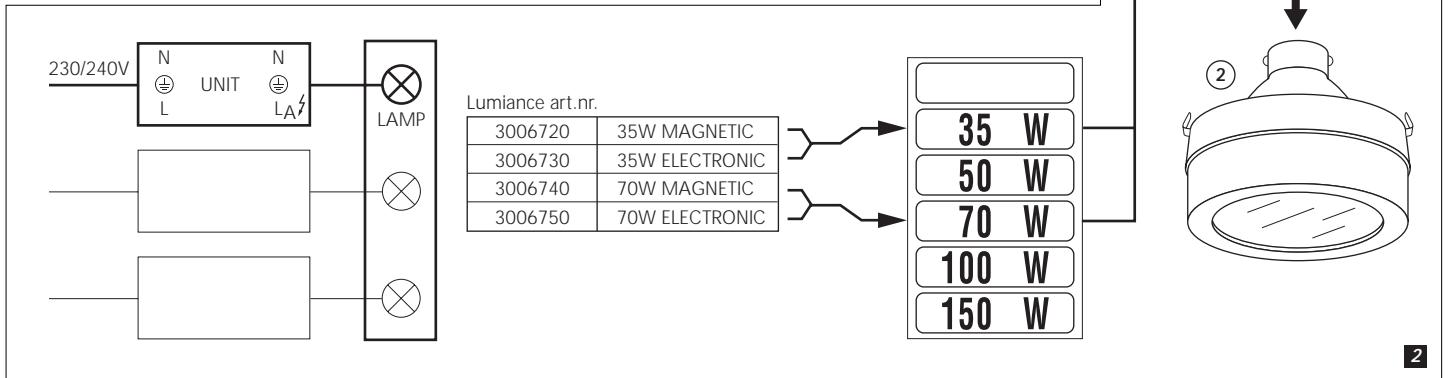 230/240V
N N
UNIT
L LA
LAMP
Lumiance art.nr.
3006720 35W MAGNETIC
3006730 35W ELECTRONIC
3006740 70W MAGNETIC
3006750 70W ELECTRONIC
35 W
50 W
70 W
100 W
150 W
2
2